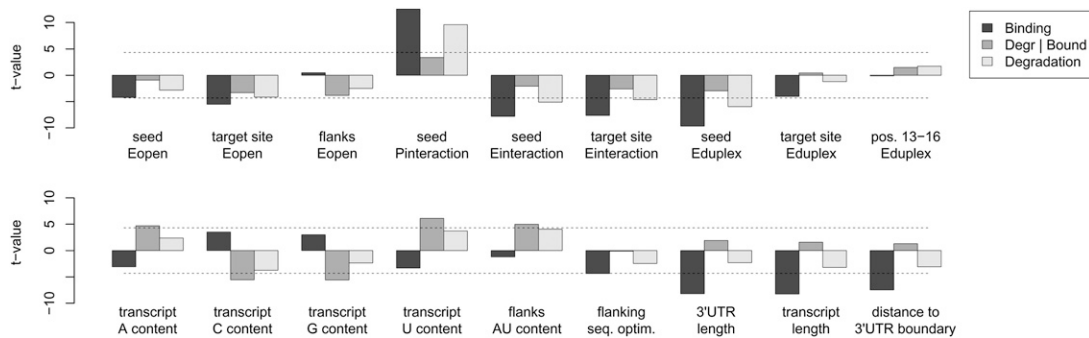 10
5
0
−10
t−value
Binding
Degr | Bound
Degradation
seed
Eopen
target site
Eopen
flanks
Eopen
seed
Pinteraction
seed
Einteraction
target site
Einteraction
seed
Eduplex
target site
Eduplex
pos. 13−16
Eduplex
10
5
0
−10
t−value
transcript
A content
transcript
C content
transcript
G content
transcript
U content
flanks
AU content
flanking
seq. optim.
3'UTR
length
transcript
length
distance to
3'UTR boundary